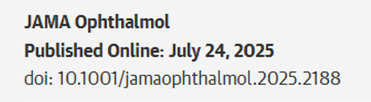 JAMA Ophthalmol
Published Online: July 24, 2025
doi: 10.1001/jamaophthalmol.2025.2188